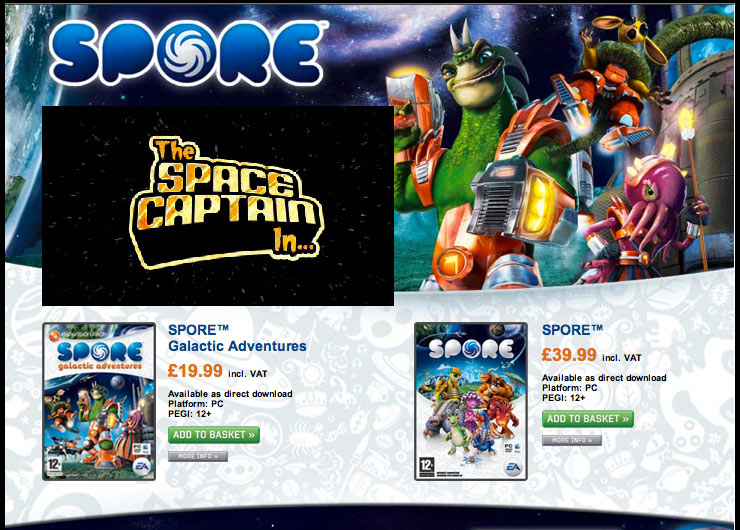 SPORE™
The
SPACE
CAPTAIN
In...
SPORE
galactic adventures
12
EA
SPORE™
Galactic Adventures
£19.99 incl. VAT
Available as direct download
Platform: PC
PEGI: 12+
ADD TO BASKET »
MORE INFO »
SPORE
12
EA
SPORE™
£39.99 incl. VAT
Available as direct download
Platform: PC
PEGI: 12+
ADD TO BASKET »
MORE INFO »